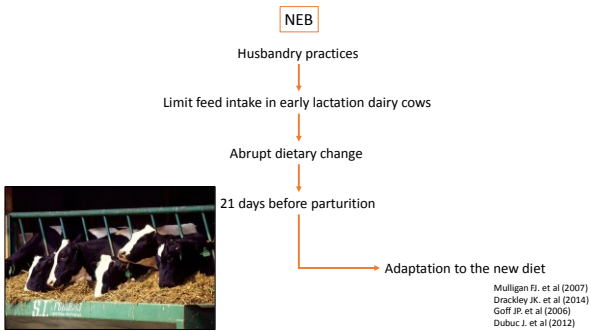 NEB
Husbandry practices
Limit feed intake in early lactation dairy cows
Abrupt dietary change
21 days before parturition
Adaptation to the new diet
Mulligan FJ. et al (2007)
Drackley JK. et al (2014)
Goff JP. et al (2006)
Dubuc J. et al (2012)